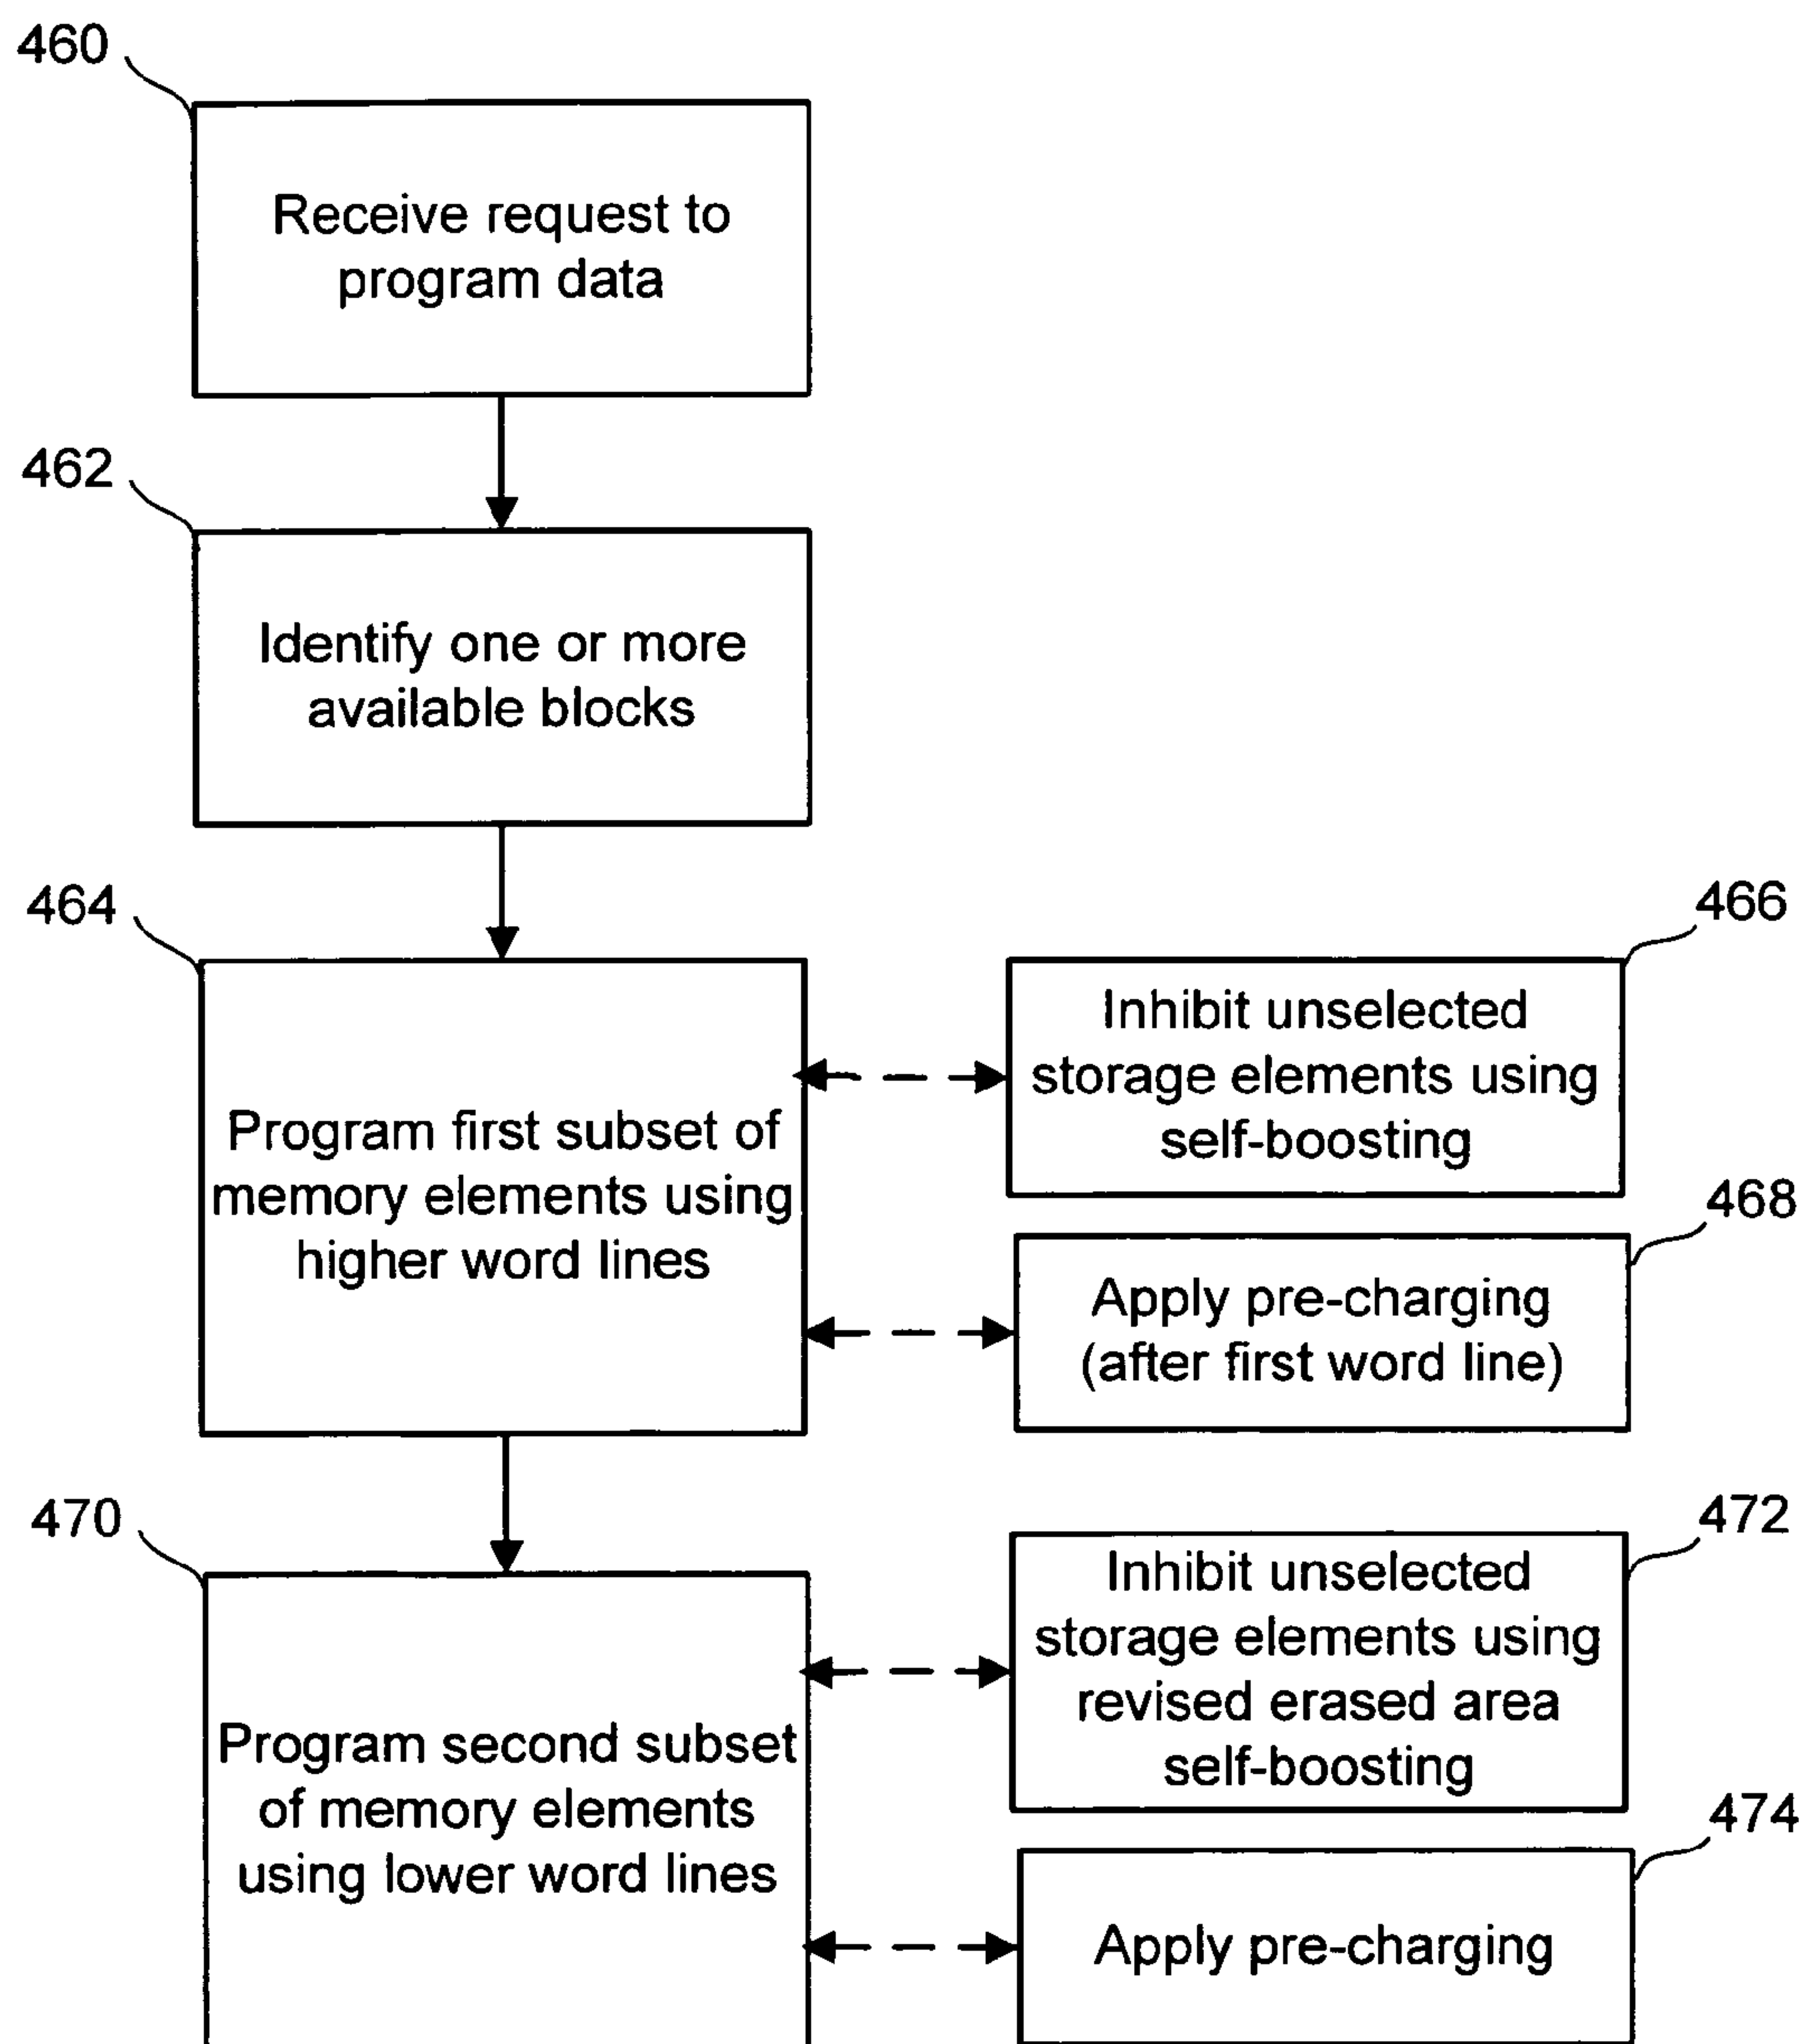 460
Receive request to
program data
462
Identify one or more
available blocks
464
Program first subset of
memory elements using
higher word lines
466
Inhibit unselected
storage elements using
self-boosting
468
Apply pre-charging
(after first word line)
470
Program second subset
of memory elements
using lower word lines
472
Inhibit unselected
storage elements using
revised erased area
self-boosting
474
Apply pre-charging